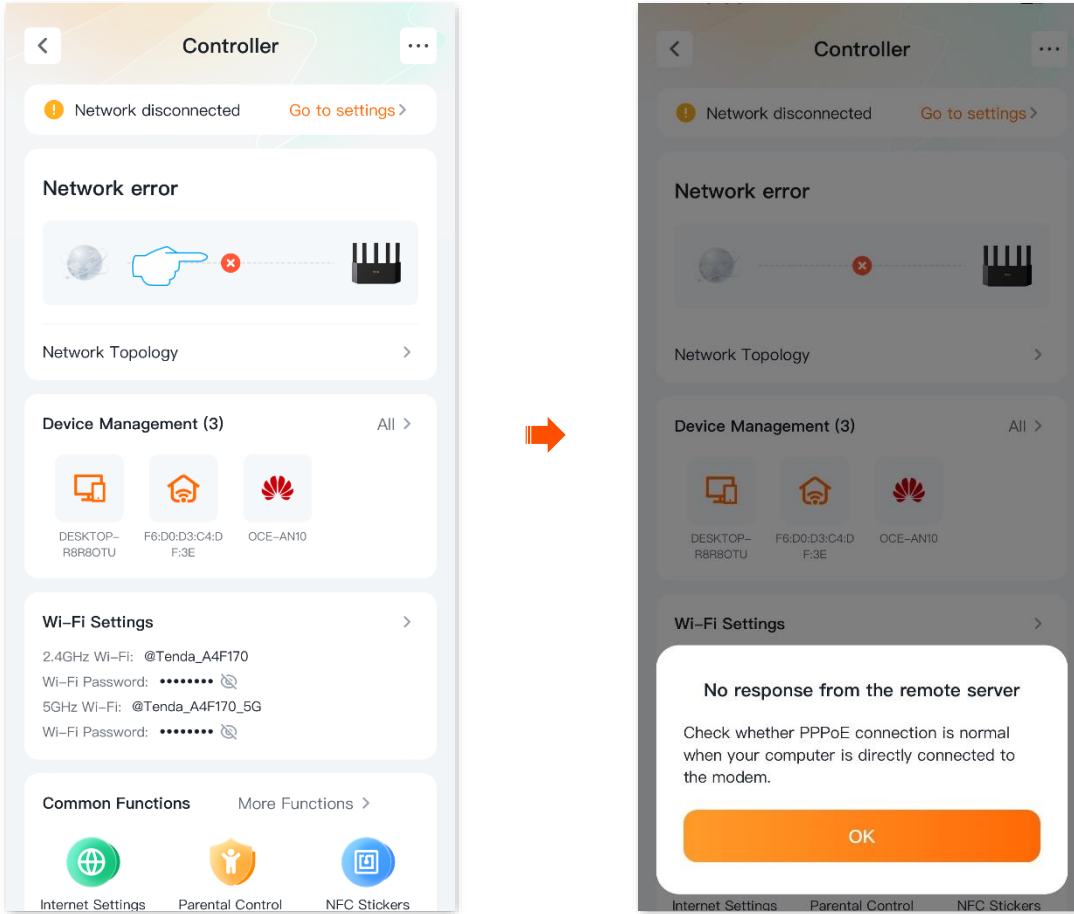 Controller
Network disconnected Go to settings
Network error
Network Topology
Device Management (3) All
DESKTOP-
R8R8OTU
F6:D0:D3:C4:D
F:3E
OCE-AN10
Wi-Fi Settings
2.4GHz Wi-Fi: @Tenda_A4F170
Wi-Fi Password: ••••••••
5GHz Wi-Fi: @Tenda_A4F170_5G
Wi-Fi Password: ••••••••
Common Functions More Functions
Internet Settings Parental Control NFC Stickers
Controller
Network disconnected Go to settings
Network error
Network Topology
Device Management (3) All
DESKTOP-
R8R8OTU
F6:D0:D3:C4:D
F:3E
OCE-AN10
Wi-Fi Settings
No response from the remote server
Check whether PPPoE connection is normal
when your computer is directly connected to
the modem.
OK
Internet Settings Parental Control NFC Stickers